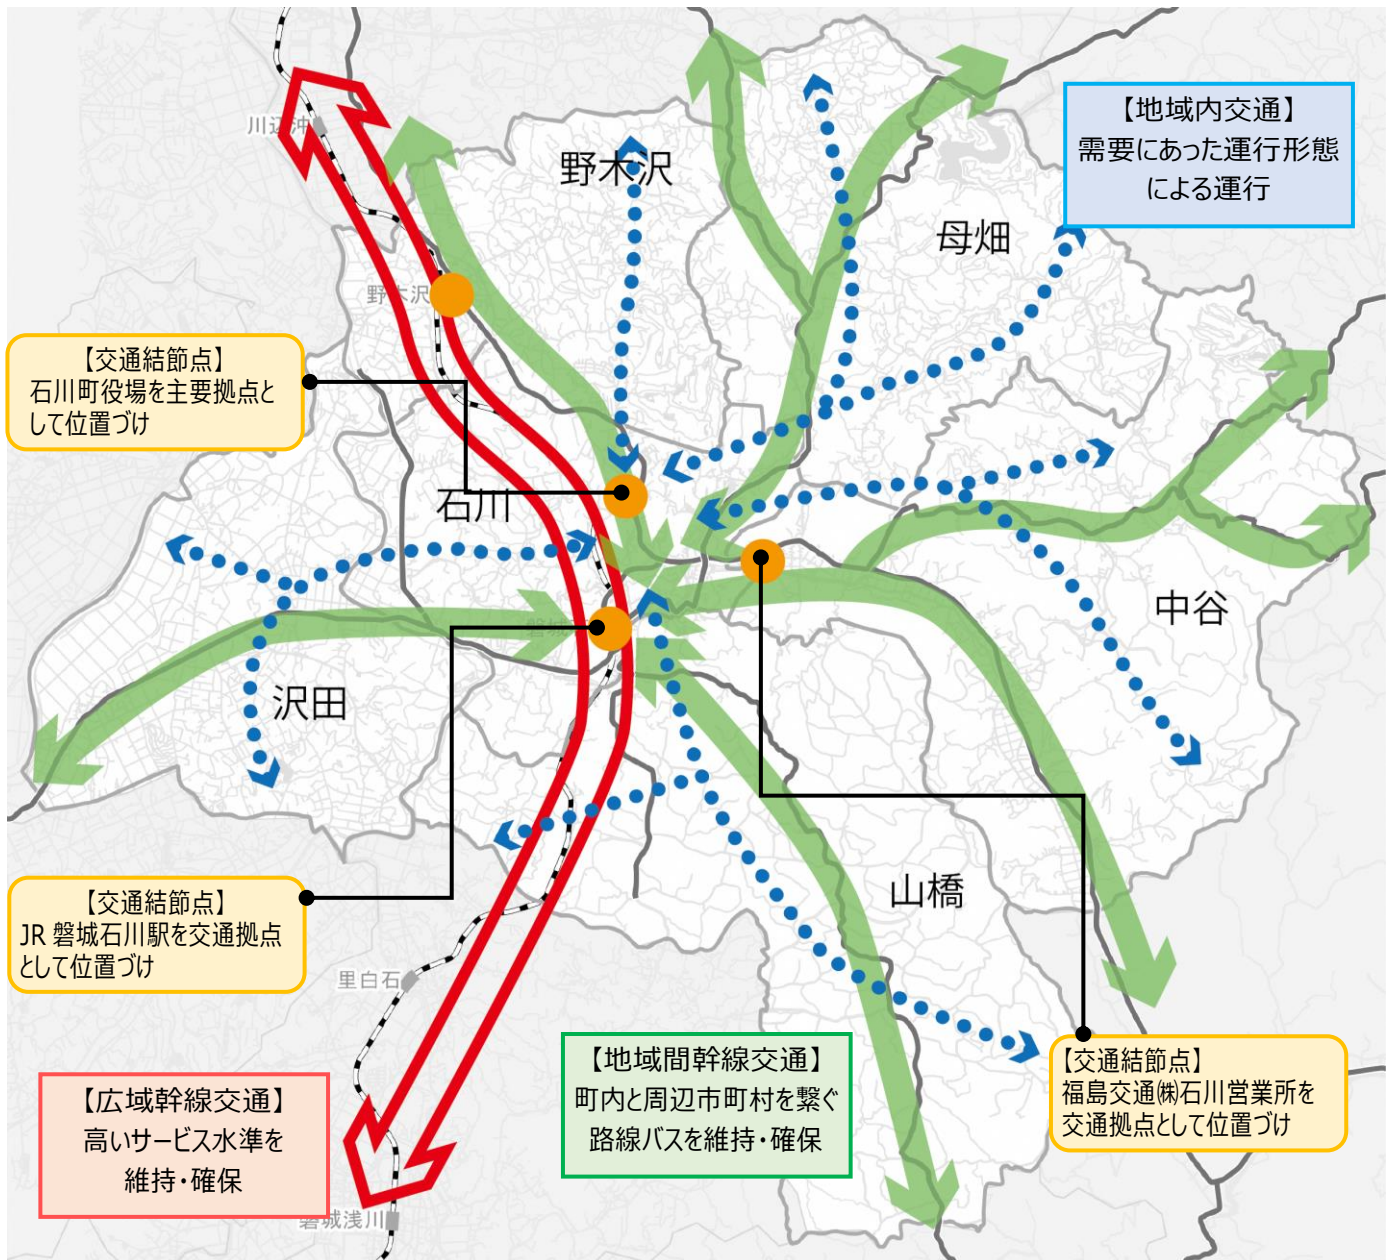 川辺沖
野木沢
【地域内交通】
需要にあった運行形態
による運行
母畑
野木沢
【交通結節点】
石川町役場を主要拠点と
して位置づけ
石川
中谷
磐城
沢田
山橋
【交通結節点】
JR 磐城石川駅を交通拠点
として位置づけ
里白石
【地域間幹線交通】
町内と周辺市町村を繋ぐ
路線バスを維持・確保
【交通結節点】
福島交通㈱石川営業所を
交通拠点として位置づけ
【広域幹線交通】
高いサービス水準を
維持・確保
磐城浅川